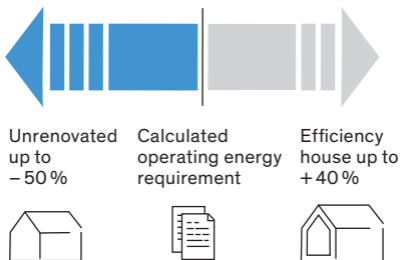 Unrenovated
up to
– 50 %
Calculated
operating energy
requirement
Efficiency
house up to
+ 40 %